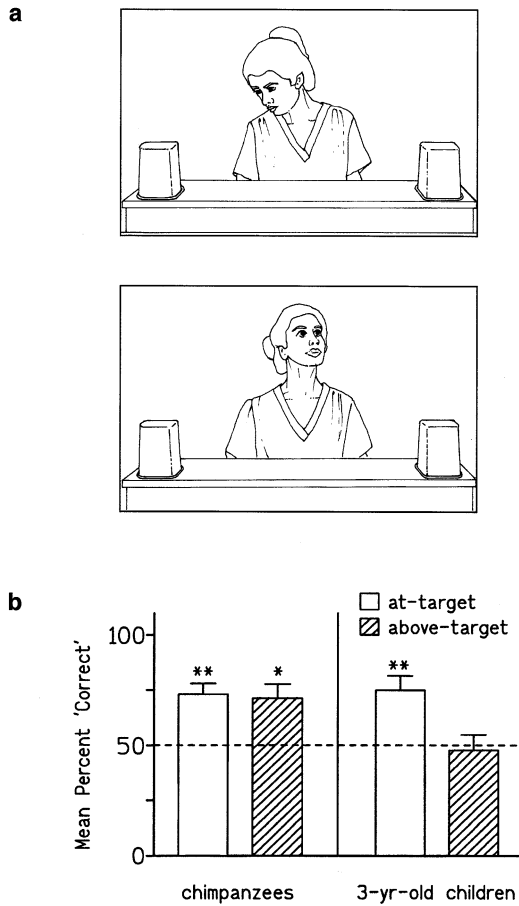 a
b
at-target
above-target
100
50
0
Mean Percent 'Correct'
**
*
**
chimpanzees
3-yr-old children